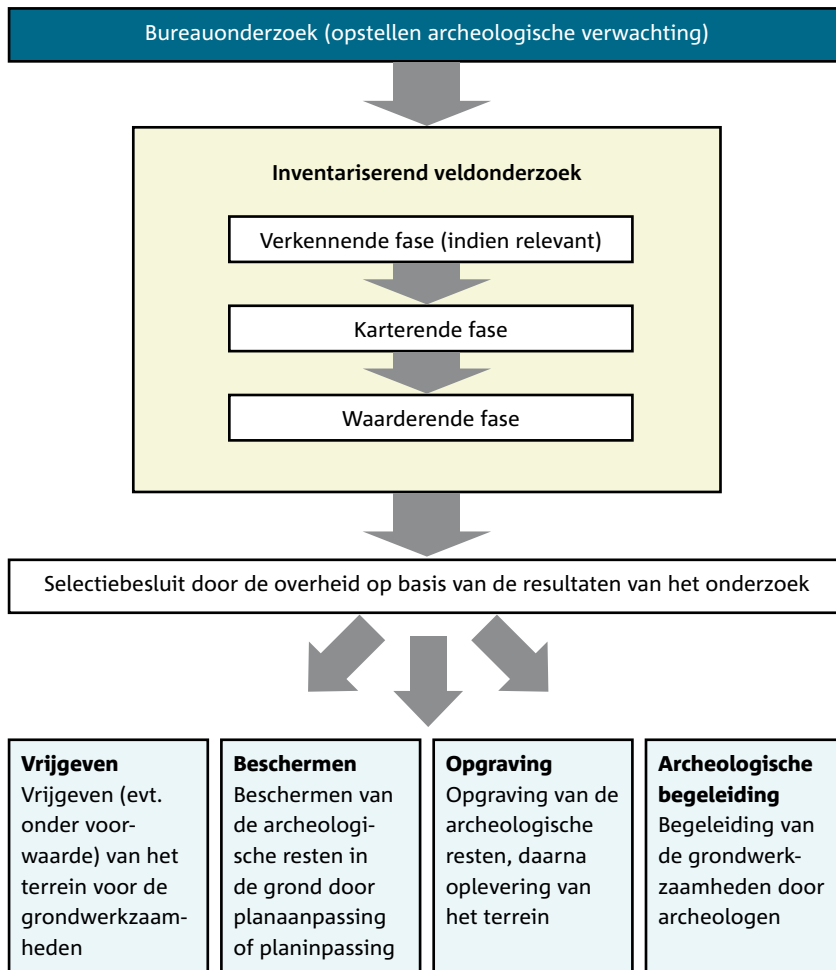 Bureauonderzoek (opstellen archeologische verwachting)
Inventariserend veldonderzoek
Verkennende fase (indien relevant)
Karterende fase
Waarderende fase
Selectiebesluit door de overheid op basis van de resultaten van het onderzoek
Vrijgeven
Vrijgeven (evt.
onder voor-
waarde) van het
terrein voor de
grondwerkzaam-
heden
Beschermen
Beschermen van
de archeologi-
sche resten in
de grond door
planaanpassing
of planinpassing
Opgraving
Opgraving van de
archeologische
resten, daarna
oplevering van
het terrein
Archeologische
begeleiding
Begeleiding van
de grondwerk-
zaamheden door
archeologen